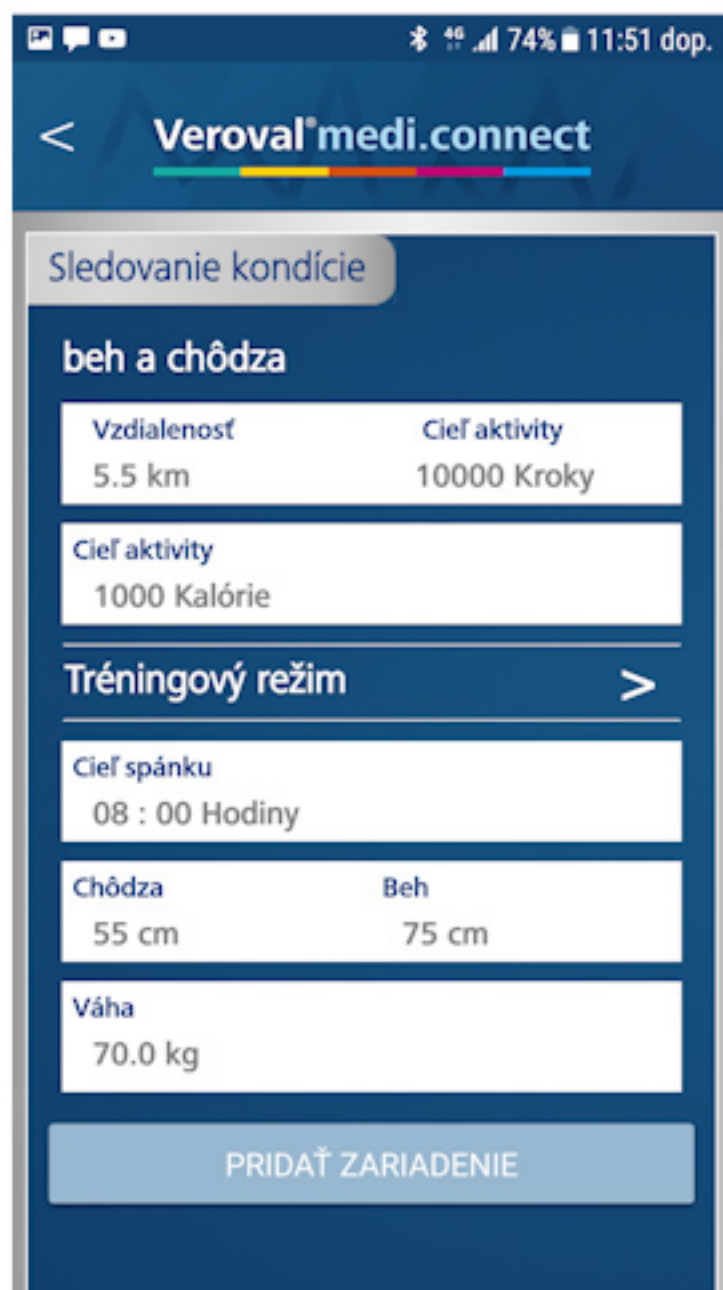 4G 74% 11:51 dop.
< Veroval®medi.connect
Sledovanie kondície
beh a chôdza
Vzdialenosť Cieľ aktivity
5.5 km 10000 Kroky
Cieľ aktivity
1000 Kalórie
Tréningový režim >
Cieľ spánku
08 : 00 Hodiny
Chôdza Beh
55 cm 75 cm
Váha
70.0 kg
PRIDAŤ ZARIADENIE